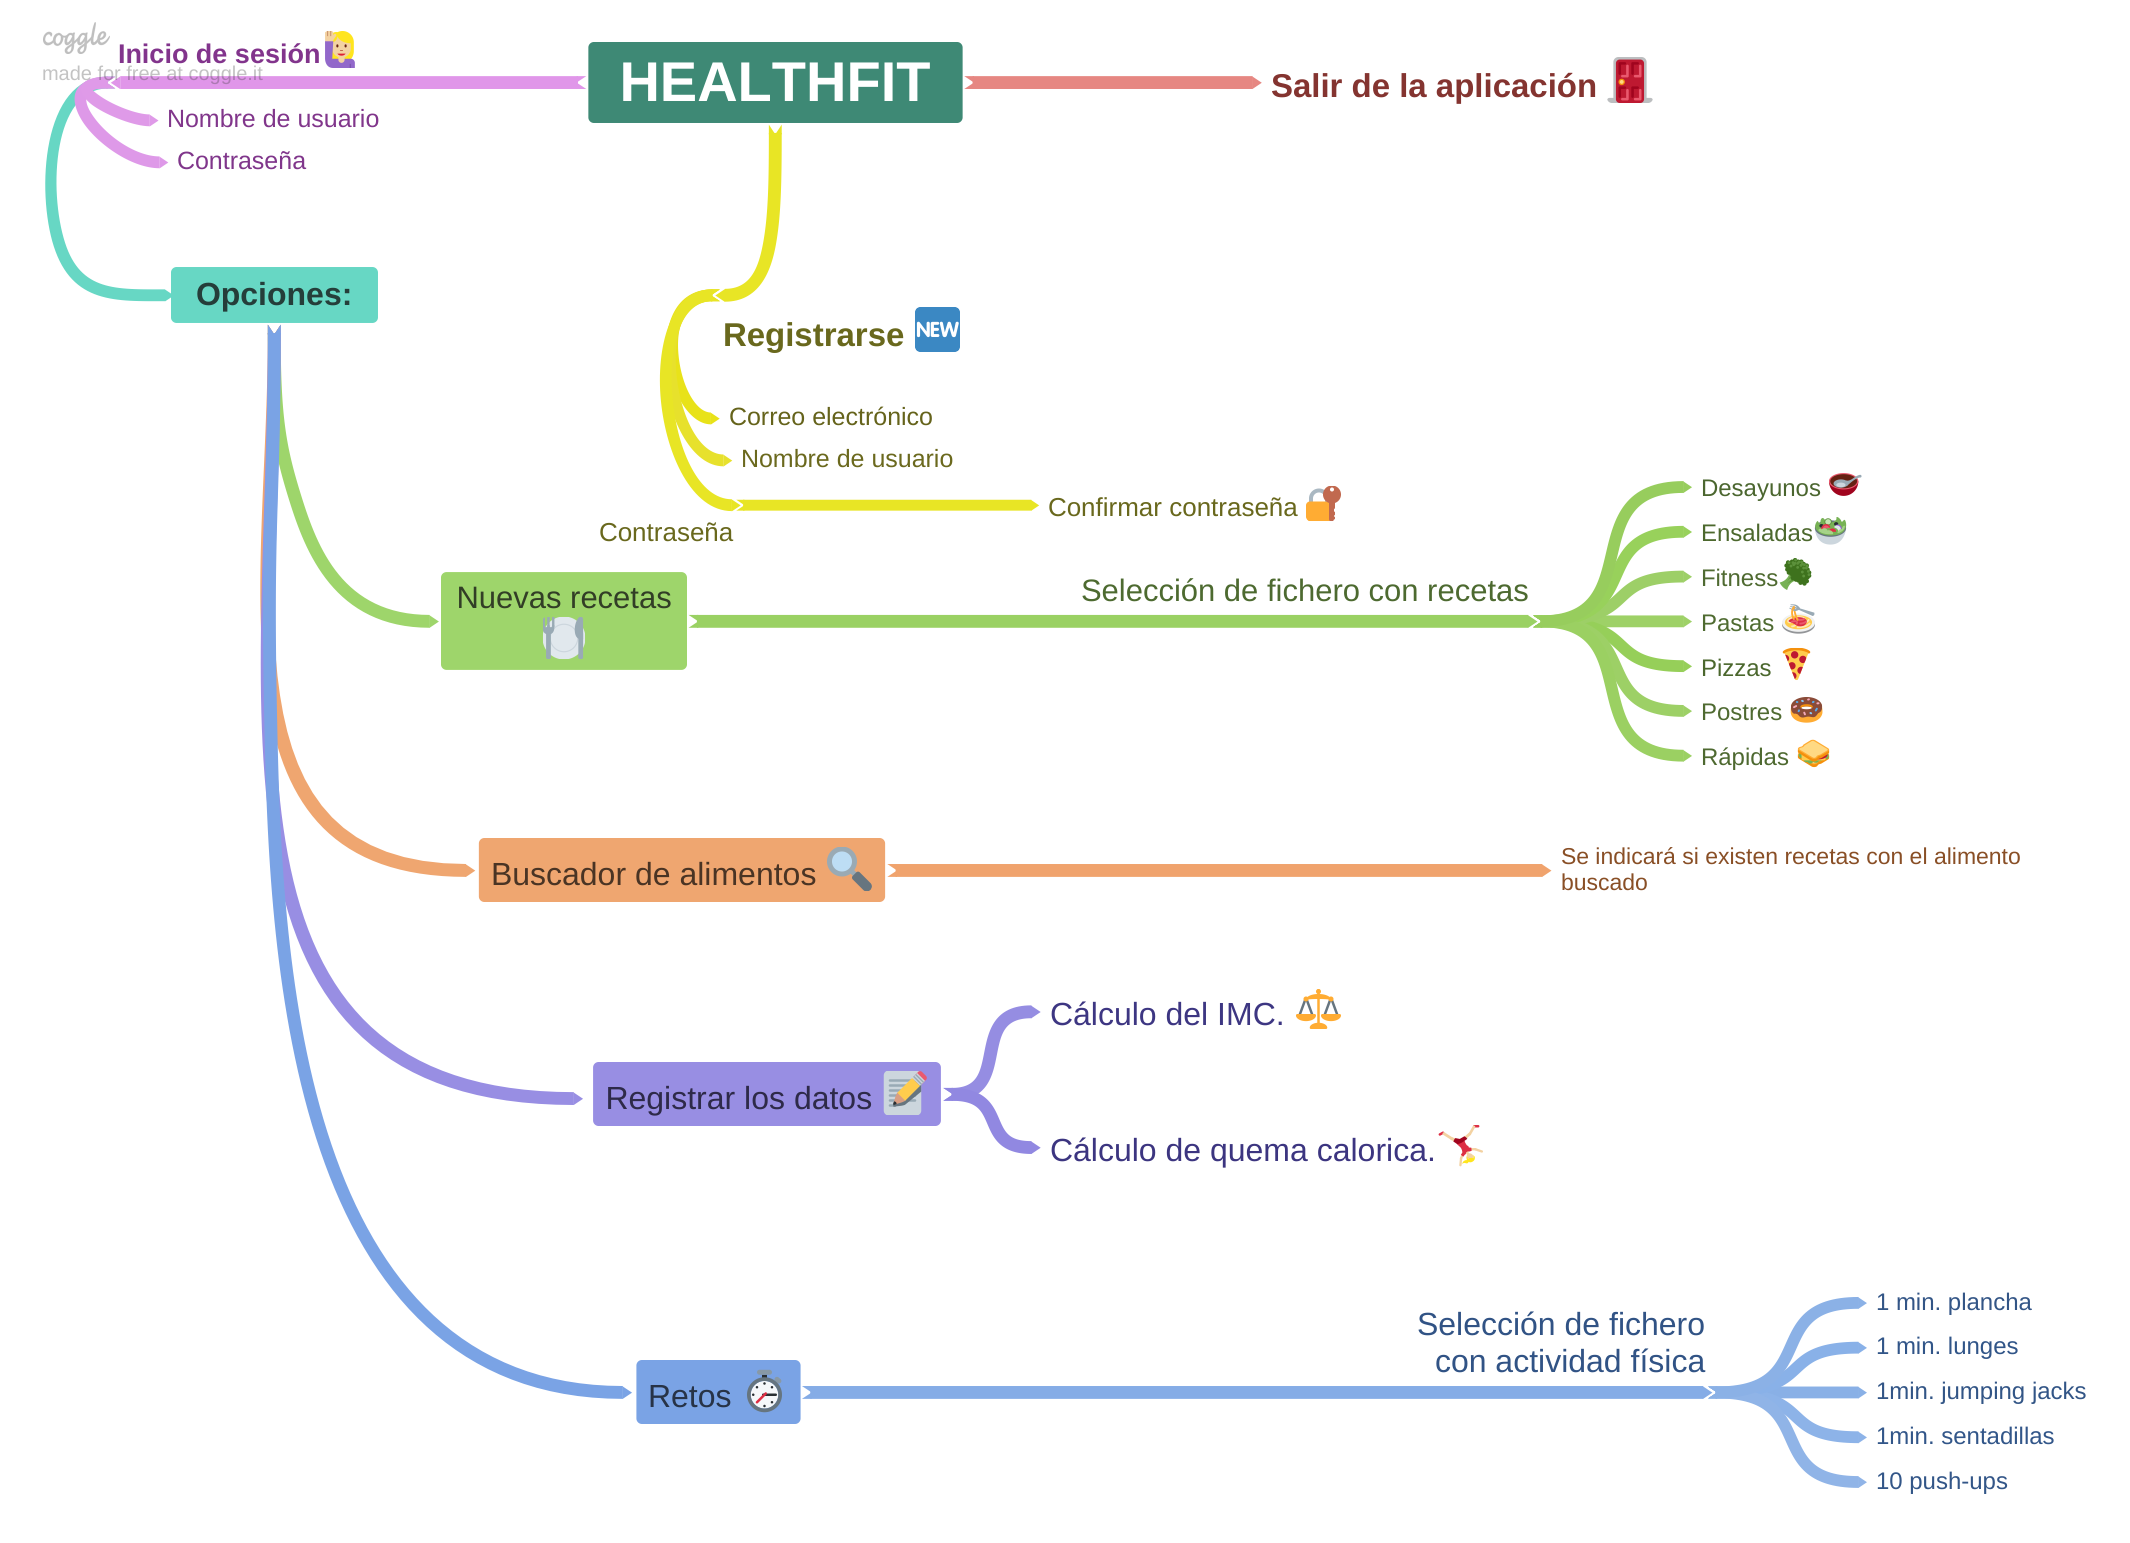 coggle
made for free at coggle.it
Inicio de sesión
HEALTHFIT
Salir de la aplicación
Nombre de usuario
Contraseña
Opciones:
Registrarse NEW
Correo electrónico
Nombre de usuario
Contraseña
Confirmar contraseña
Nuevas recetas
Selección de fichero con recetas
Desayunos
Ensaladas
Fitness
Pastas
Pizzas
Postres
Rápidas
Buscador de alimentos
Se indicará si existen recetas con el alimento
buscado
Registrar los datos
Cálculo del IMC.
Cálculo de quema calorica.
Retos
Selección de fichero
con actividad física
1 min. plancha
1 min. lunges
1min. jumping jacks
1min. sentadillas
10 push-ups